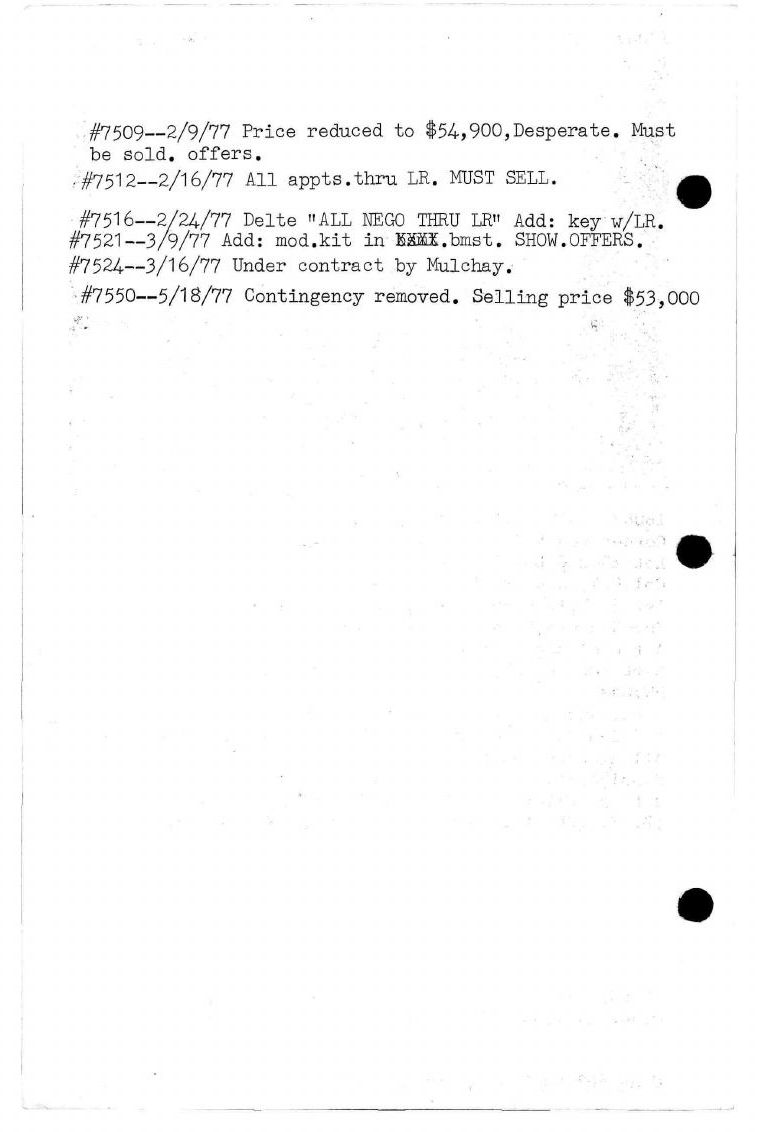 #7509--2/9/77 Price reduced to $54,900,Desperate. Must
be sold. offers.
#7512--2/16/77 All appts.thru LR. MUST SELL.
#7516--2/24/77 Delte "ALL NEGO THRU LR" Add: key w/LR.
#7521--3/9/77 Add: mod.kit in .bmst. SHOW.OFFERS.
#7524--3/16/77 Under contract by Mulchay.
#7550--5/18/77 Contingency removed. Selling price $53,000